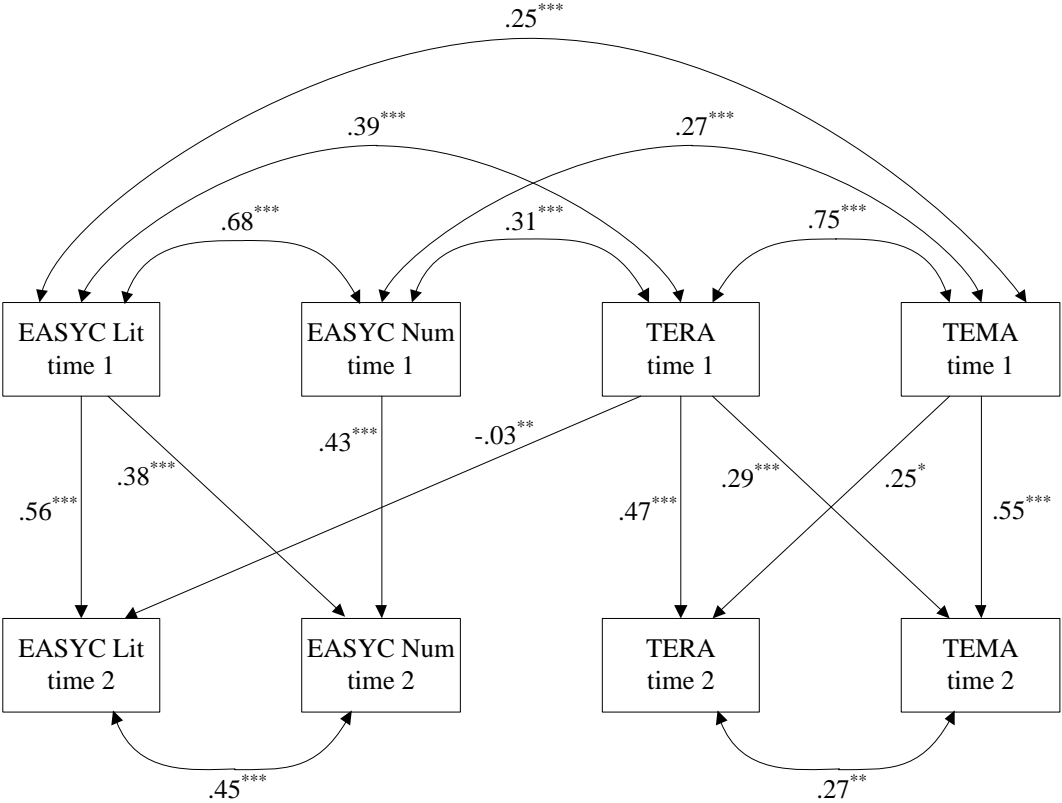 .25***
.39***
.27***
.68***
.31***
.75***
EASYC Lit
time 1
EASYC Num
time 1
TERA
time 1
TEMA
time 1
.56***
.38***
.43***
-.03**
.47***
.29***
.25*
.55***
EASYC Lit
time 2
EASYC Num
time 2
TERA
time 2
TEMA
time 2
.45***
.27**